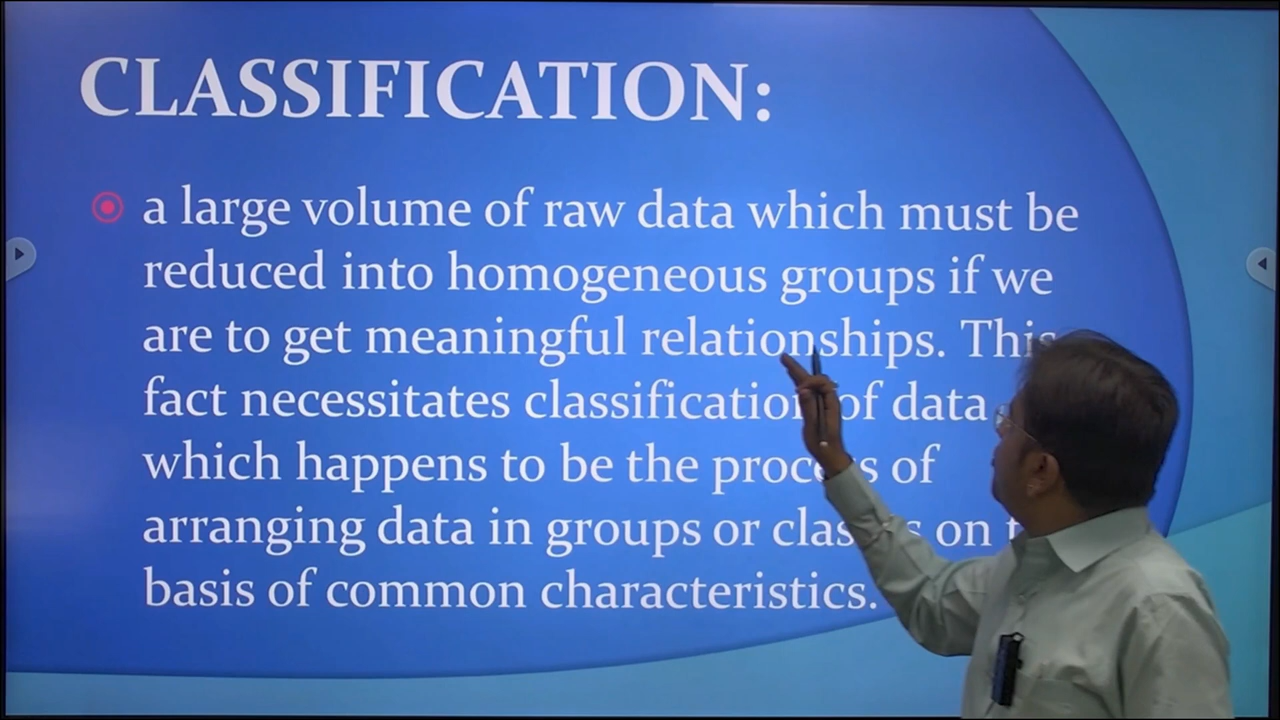 CLASSIFICATION:
a large volume of raw data which must be
reduced into homogeneous groups if we
are to get meaningful relationships. This
fact necessitates classification of data
which happens to be the process of
arranging data in groups or classes on
basis of common characteristics.